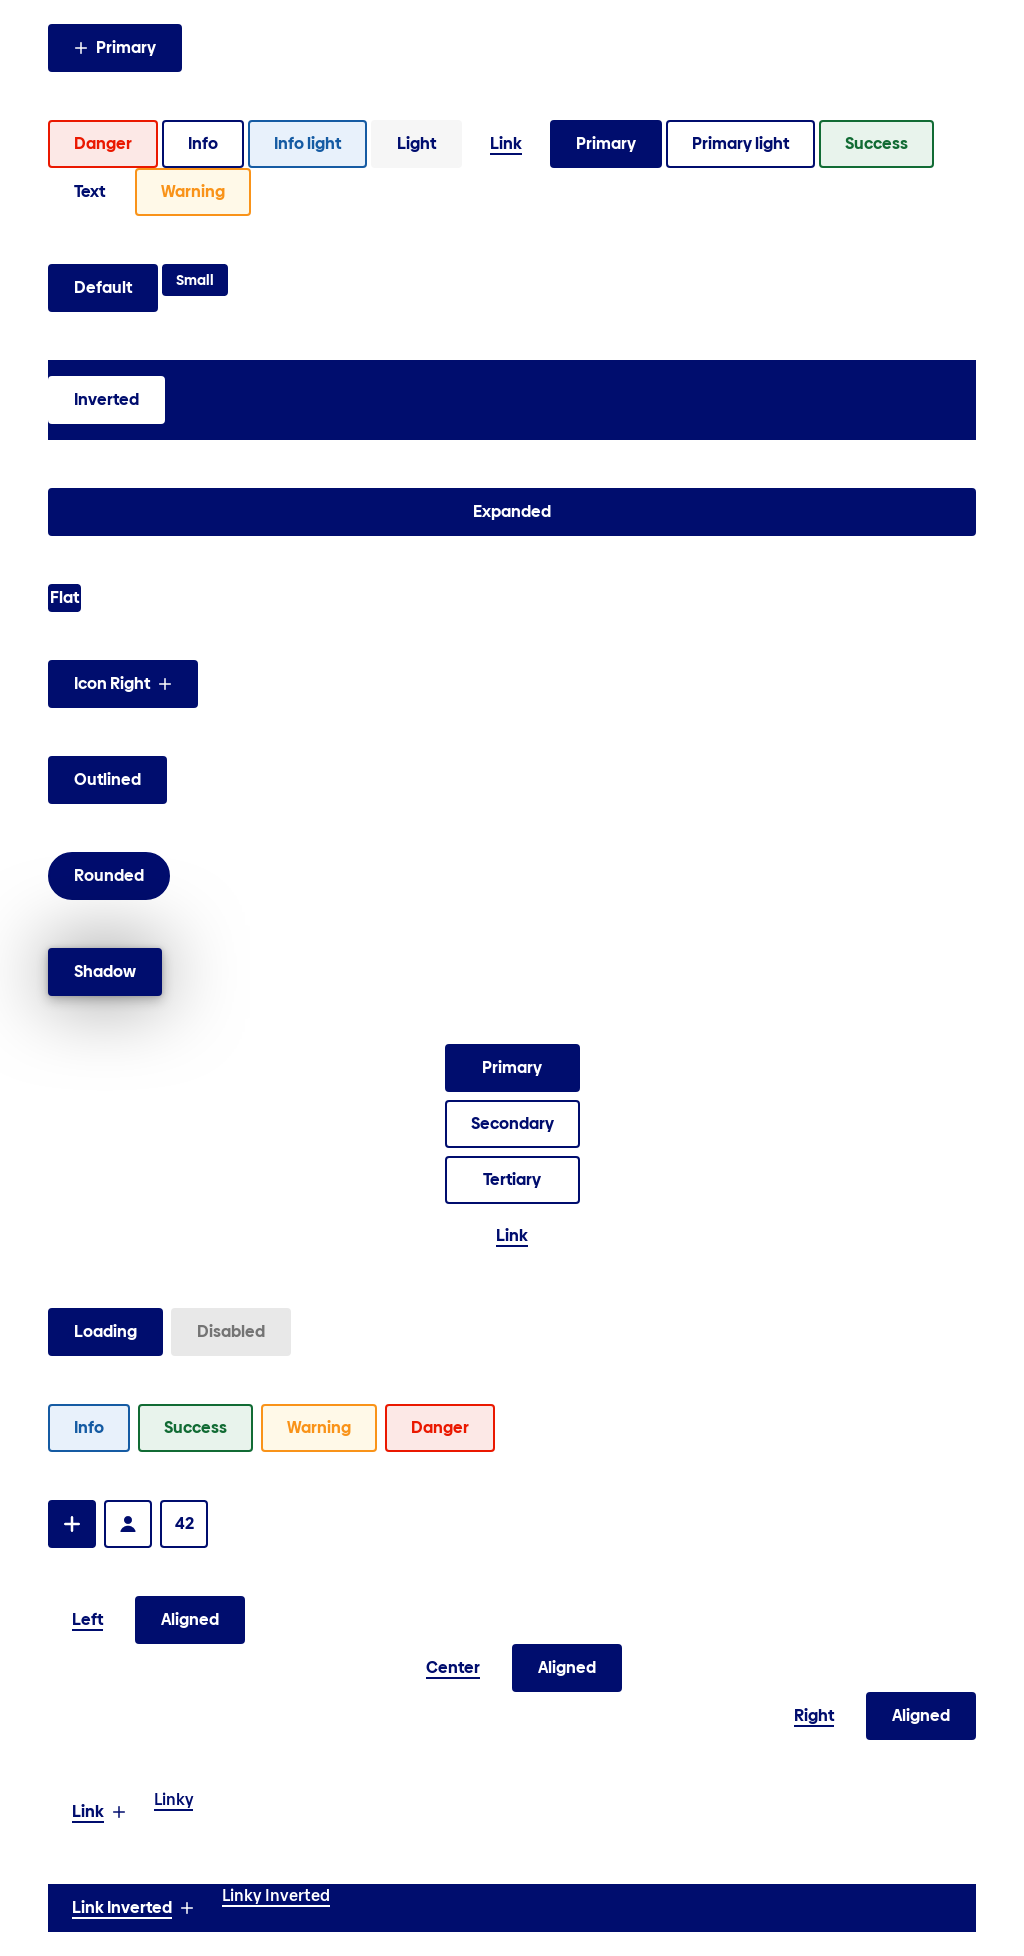 Primary
Danger Info Info light Light Link Primary Primary light Success
Text Warning
Default Small
Inverted
Expanded
Flat
Icon Right
Outlined
Rounded
Shadow
Primary
Secondary
Tertiary
Link
Loading Disabled
Info Success Warning Danger
42
Left Aligned
Center Aligned
Right Aligned
Link Linky
Link Inverted Linky Inverted